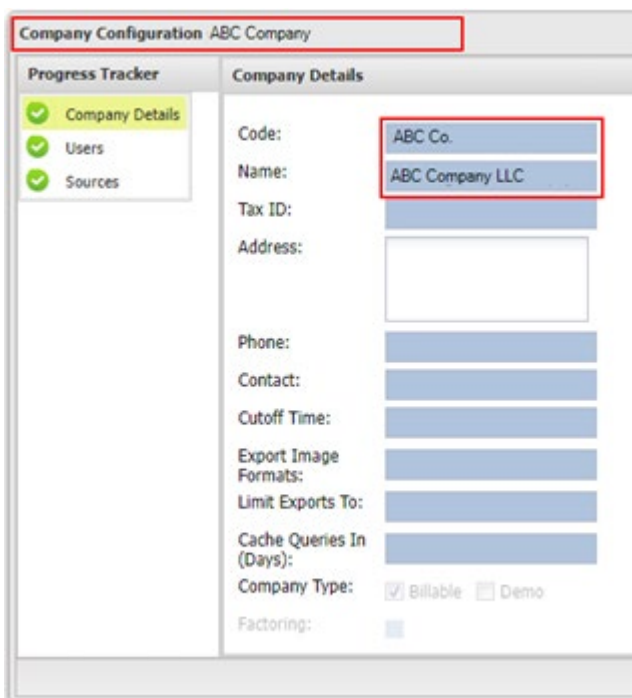 Company Configuration ABC Company
Progress Tracker
Company Details
Users
Sources
Company Details
Code: ABC Co.
Name: ABC Company LLC
Tax ID:
Address:
Phone:
Contact:
Cutoff Time:
Export Image
Formats:
Limit Exports To:
Cache Queries In
(Days):
Company Type: Billable Demo
Factoring: